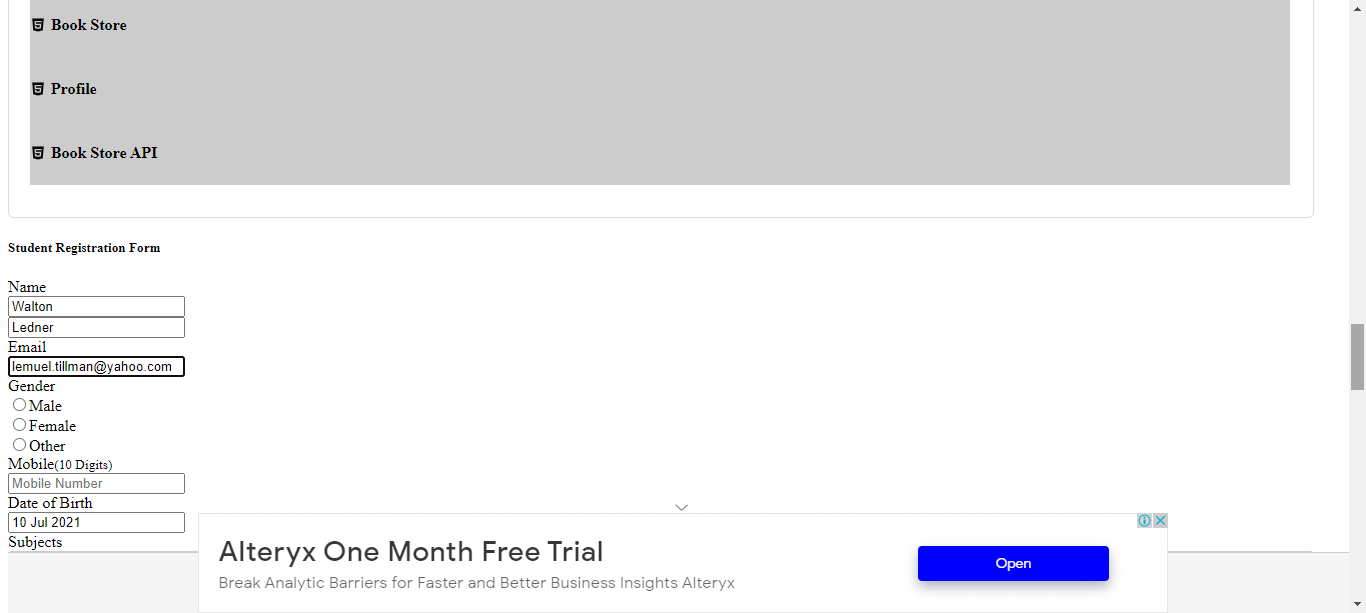 Book Store
Profile
Book Store API
Student Registration Form
Name
Walton
Ledner
Email
lemuel.tillman@yahoo.com
Gender
Male
Female
Other
Mobile(10 Digits)
Mobile Number
Date of Birth
10 Jul 2021
Subjects
Alteryx One Month Free Trial
Break Analytic Barriers for Faster and Better Business Insights Alteryx
Open